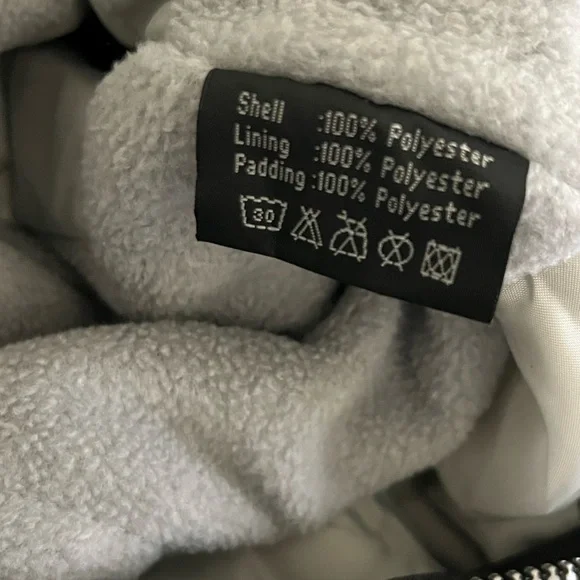 Shell :100% Polyester
Lining :100% Polyester
Padding :100% Polyester
30